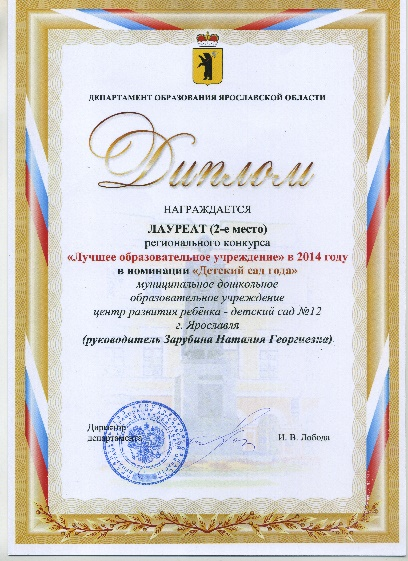 ДЕПАРТАМЕНТ ОБРАЗОВАНИЯ ЯРОСЛАВСКОЙ ОБЛАСТИ
Диплом
НАГРАЖДАЕТСЯ
ЛАУРЕАТ (2-е место)
регионального конкурса
«Лучшее образовательное учреждение» в 2014 году
в номинации «Детский сад года»
муниципальное дошкольное
образовательное учреждение
центр развития ребёнка - детский сад №12
г. Ярославля
(руководитель Зарубина Наталия Георгиевна)
Директор
департамента
И. В. Лобода